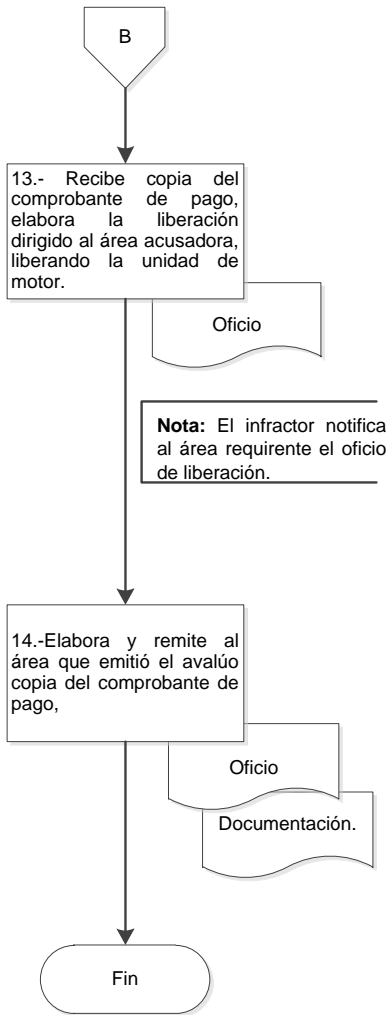 B
13.- Recibe copia del
comprobante de pago,
elabora la liberación
dirigido al área acusadora,
liberando la unidad de
motor.
Oficio
Nota: El infractor notifica
al área requirente el oficio
de liberación.
14.-Elabora y remite al
área que emitió el avalúo
copia del comprobante de
pago,
Oficio
Documentación.
Fin